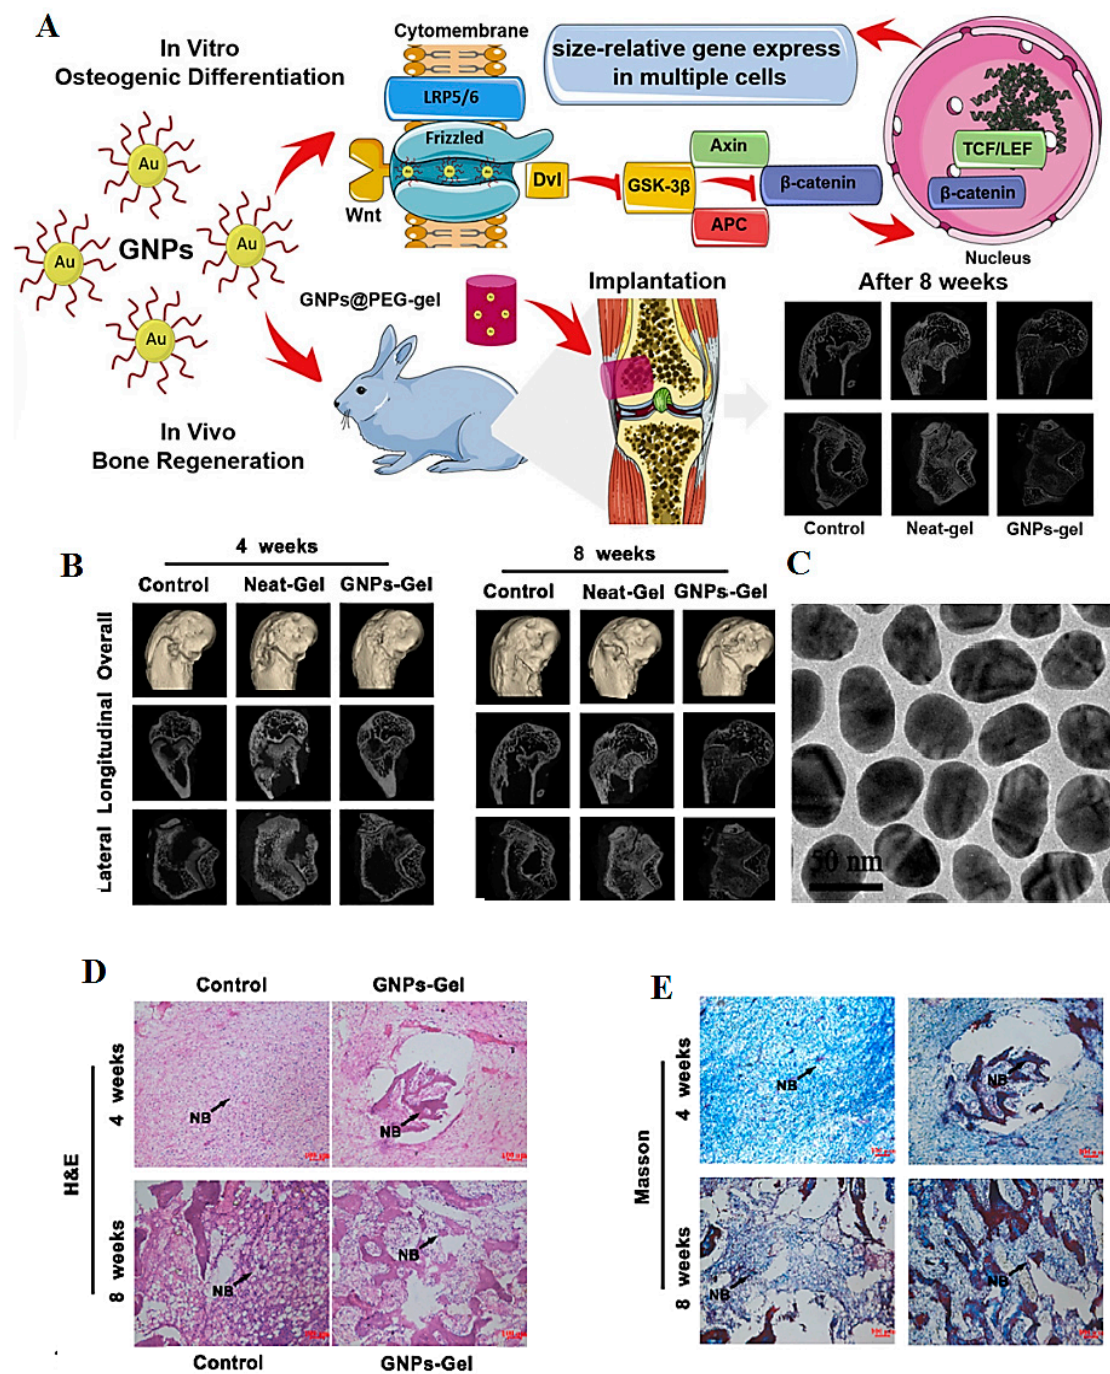 A
In Vitro
Osteogenic Differentiation
Au
Au
Au
Au
GNPs
Cytomembrane
LRP5/6
Frizzled
Wnt
Dvl
GSK-3β
Axin
APC
β-catenin
size-relative gene express
in multiple cells
TCF/LEF
β-catenin
Nucleus
In Vivo
Bone Regeneration
GNPs@PEG-gel
Implantation
After 8 weeks
Control
Neat-gel
GNPs-gel
B
4 weeks
Control
Neat-Gel
GNPs-Gel
8 weeks
Control
Neat-Gel
GNPs-Gel
Overall
Longitudinal
Lateral
C
50 nm
D
Control
GNPs-Gel
H&E
4 weeks
8 weeks
NB
NB
NB
NB
Control
GNPs-Gel
E
Masson
4 weeks
8 weeks
NB
NB
NB
NB